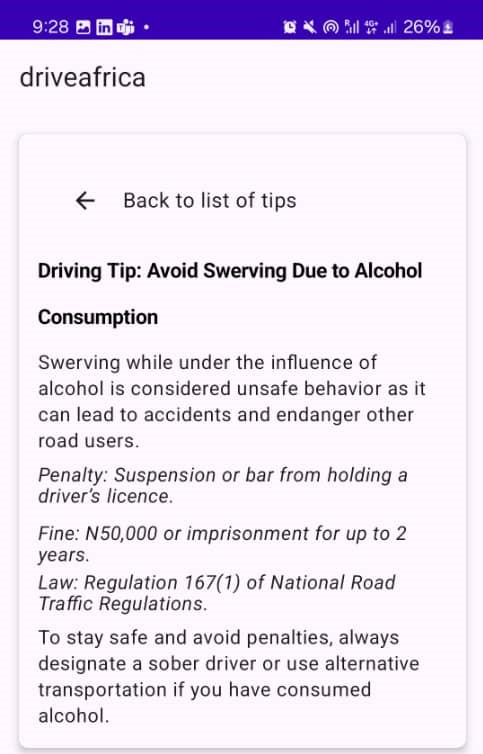 9:28
4G+ 26%
driveafrica
Back to list of tips
Driving Tip: Avoid Swerving Due to Alcohol
Consumption
Swerving while under the influence of
alcohol is considered unsafe behavior as it
can lead to accidents and endanger other
road users.
Penalty: Suspension or bar from holding a
driver's licence.
Fine: N50,000 or imprisonment for up to 2
years.
Law: Regulation 167(1) of National Road
Traffic Regulations.
To stay safe and avoid penalties, always
designate a sober driver or use alternative
transportation if you have consumed
alcohol.